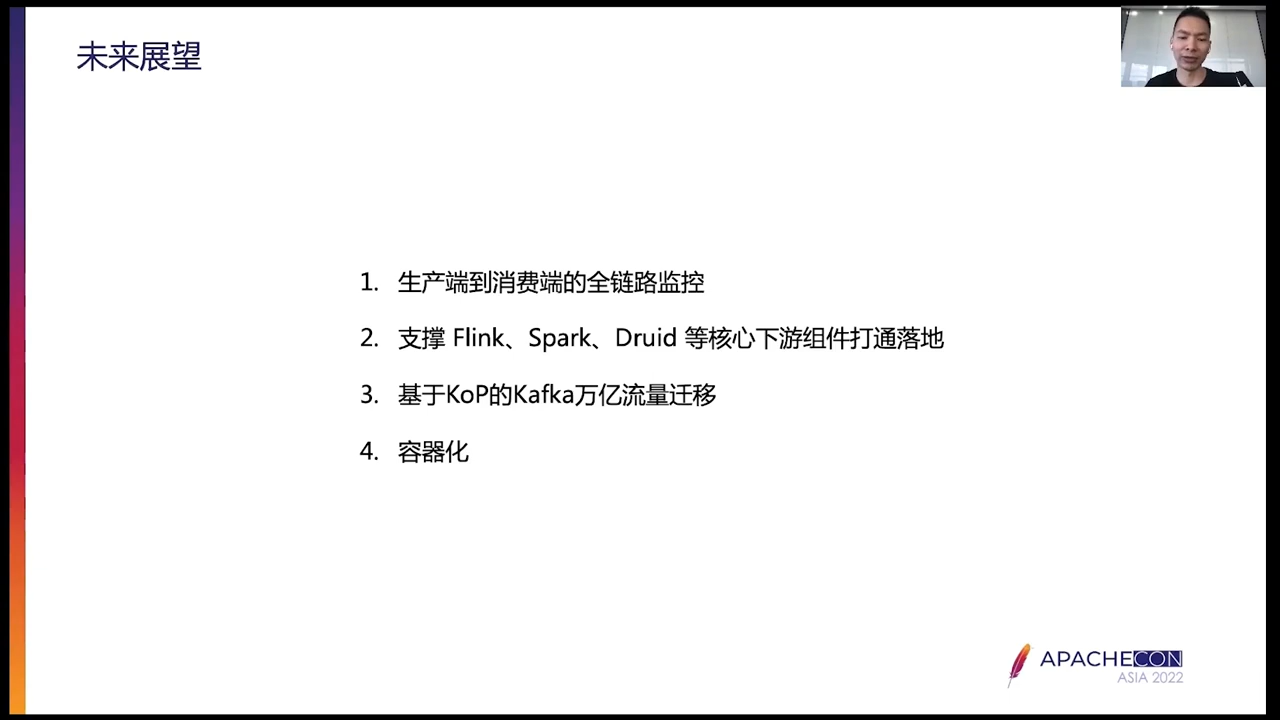 未来展望
1. 生产端到消费端的全链路监控
2. 支撑 Flink、Spark、Druid 等核心下游组件打通落地
3. 基于KoP的Kafka万亿流量迁移
4. 容器化
APACHECON
ASIA 2022